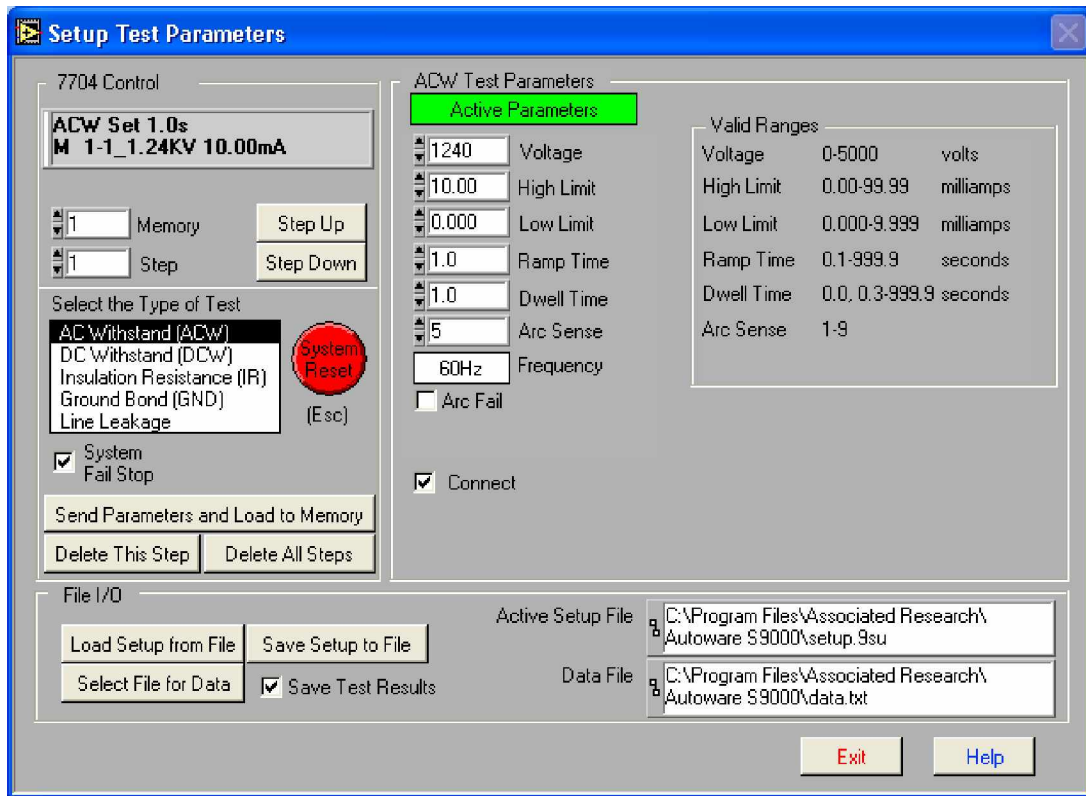 Setup Test Parameters
7704 Control
ACW Set 1.0s
M 1-1_1.24KV 10.00mA
1 Memory
Step Up
1 Step
Step Down
Select the Type of Test
AC Withstand (ACW)
DC Withstand (DCW)
Insulation Resistance (IR)
Ground Bond (GND)
Line Leakage
System
Reset
(Esc)
System
Fail Stop
Send Parameters and Load to Memory
Delete This Step
Delete All Steps
ACW Test Parameters
Active Parameters
1240 Voltage
10.00 High Limit
0.000 Low Limit
1.0 Ramp Time
1.0 Dwell Time
5 Arc Sense
60Hz Frequency
Arc Fail
Connect
Valid Ranges
Voltage 0-5000 volts
High Limit 0.00-99.99 milliamps
Low Limit 0.000-9.999 milliamps
Ramp Time 0.1-999.9 seconds
Dwell Time 0.0, 0.3-999.9 seconds
Arc Sense 1-9
File I/O
Load Setup from File
Save Setup to File
Select File for Data
Save Test Results
Active Setup File
C:\Program Files\Associated Research\
Autoware S9000\setup.9su
Data File
C:\Program Files\Associated Research\
Autoware S9000\data.txt
Exit
Help